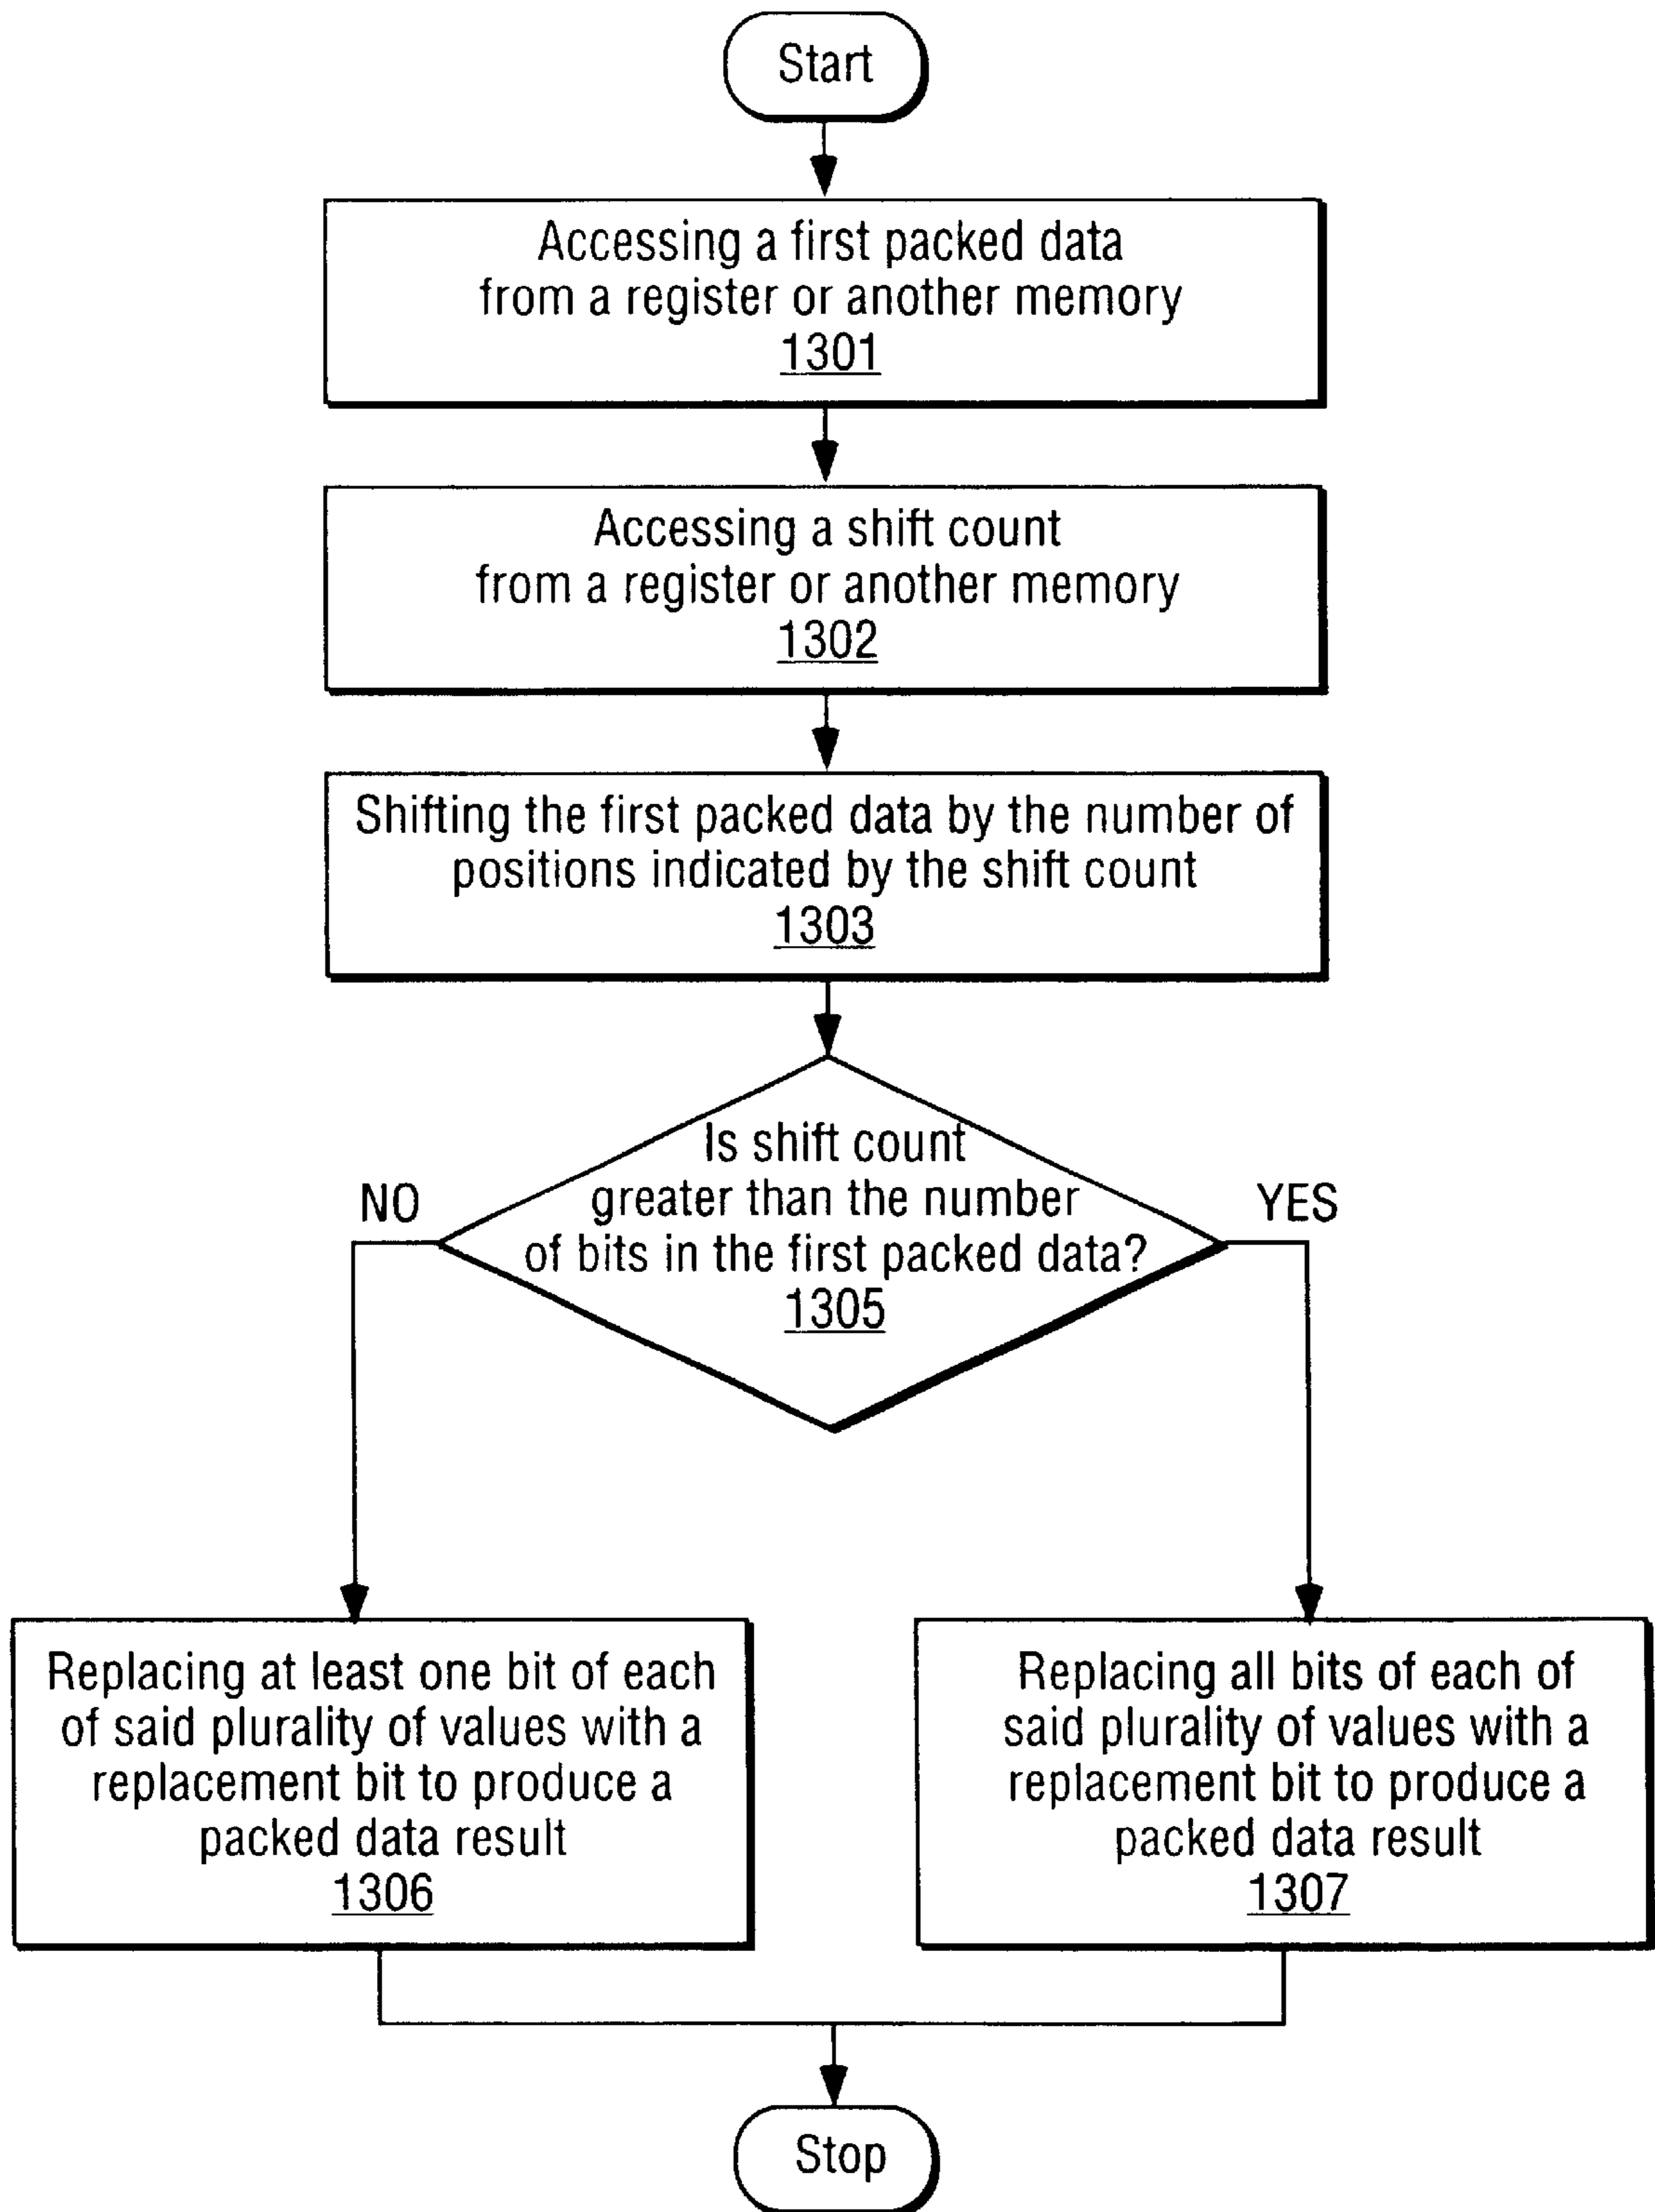 Start
Accessing a first packed data
from a register or another memory
1301
Accessing a shift count
from a register or another memory
1302
Shifting the first packed data by the number of
positions indicated by the shift count
1303
Is shift count
greater than the number
of bits in the first packed data?
1305
NO
YES
Replacing at least one bit of each
of said plurality of values with a
replacement bit to produce a
packed data result
1306
Replacing all bits of each of
said plurality of values with a
replacement bit to produce a
packed data result
1307
Stop